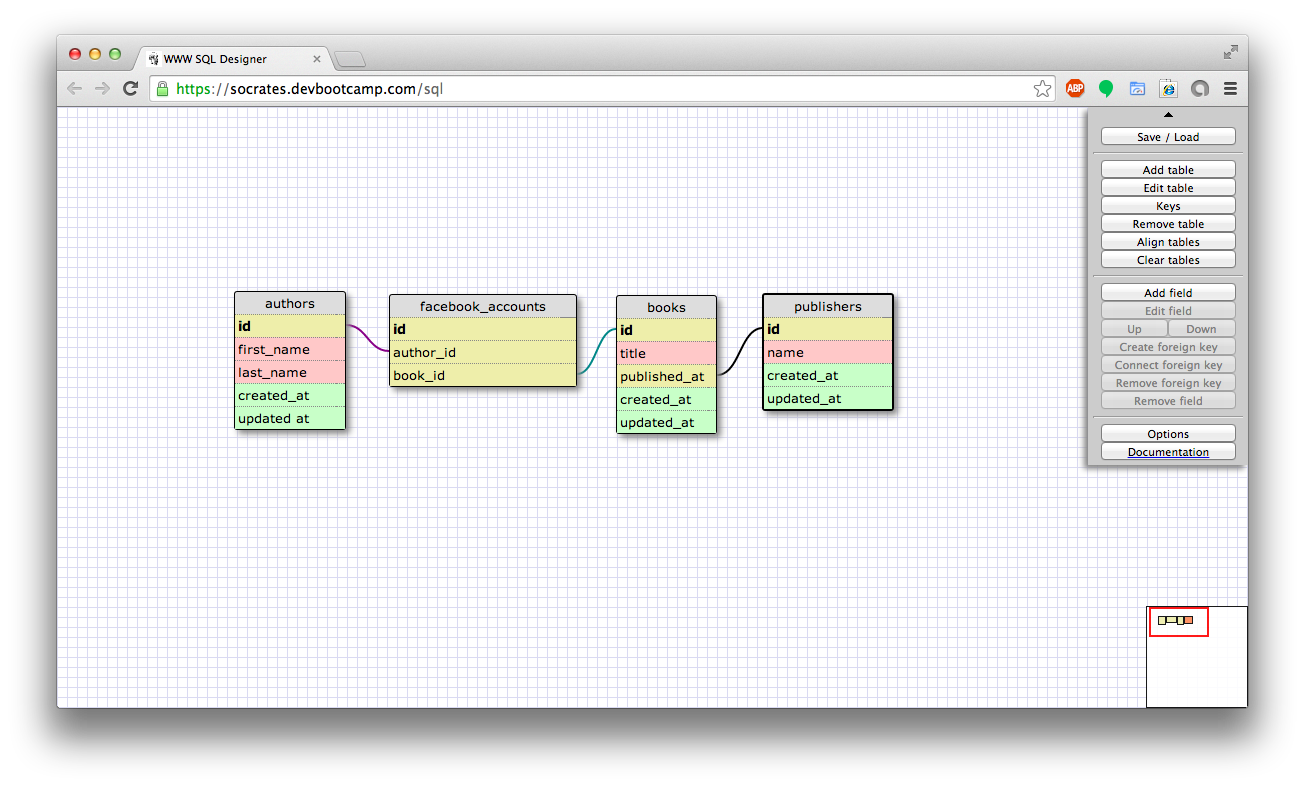 WWW SQL Designer
https://socrates.devbootcamp.com/sql
ABP
Save / Load
Add table
Edit table
Keys
Remove table
Align tables
Clear tables
Add field
Edit field
Up Down
Create foreign key
Connect foreign key
Remove foreign key
Remove field
Options
Documentation
authors
id
first_name
last_name
created_at
updated at
facebook_accounts
id
author_id
book_id
books
id
title
published_at
created_at
updated_at
publishers
id
name
created_at
updated_at